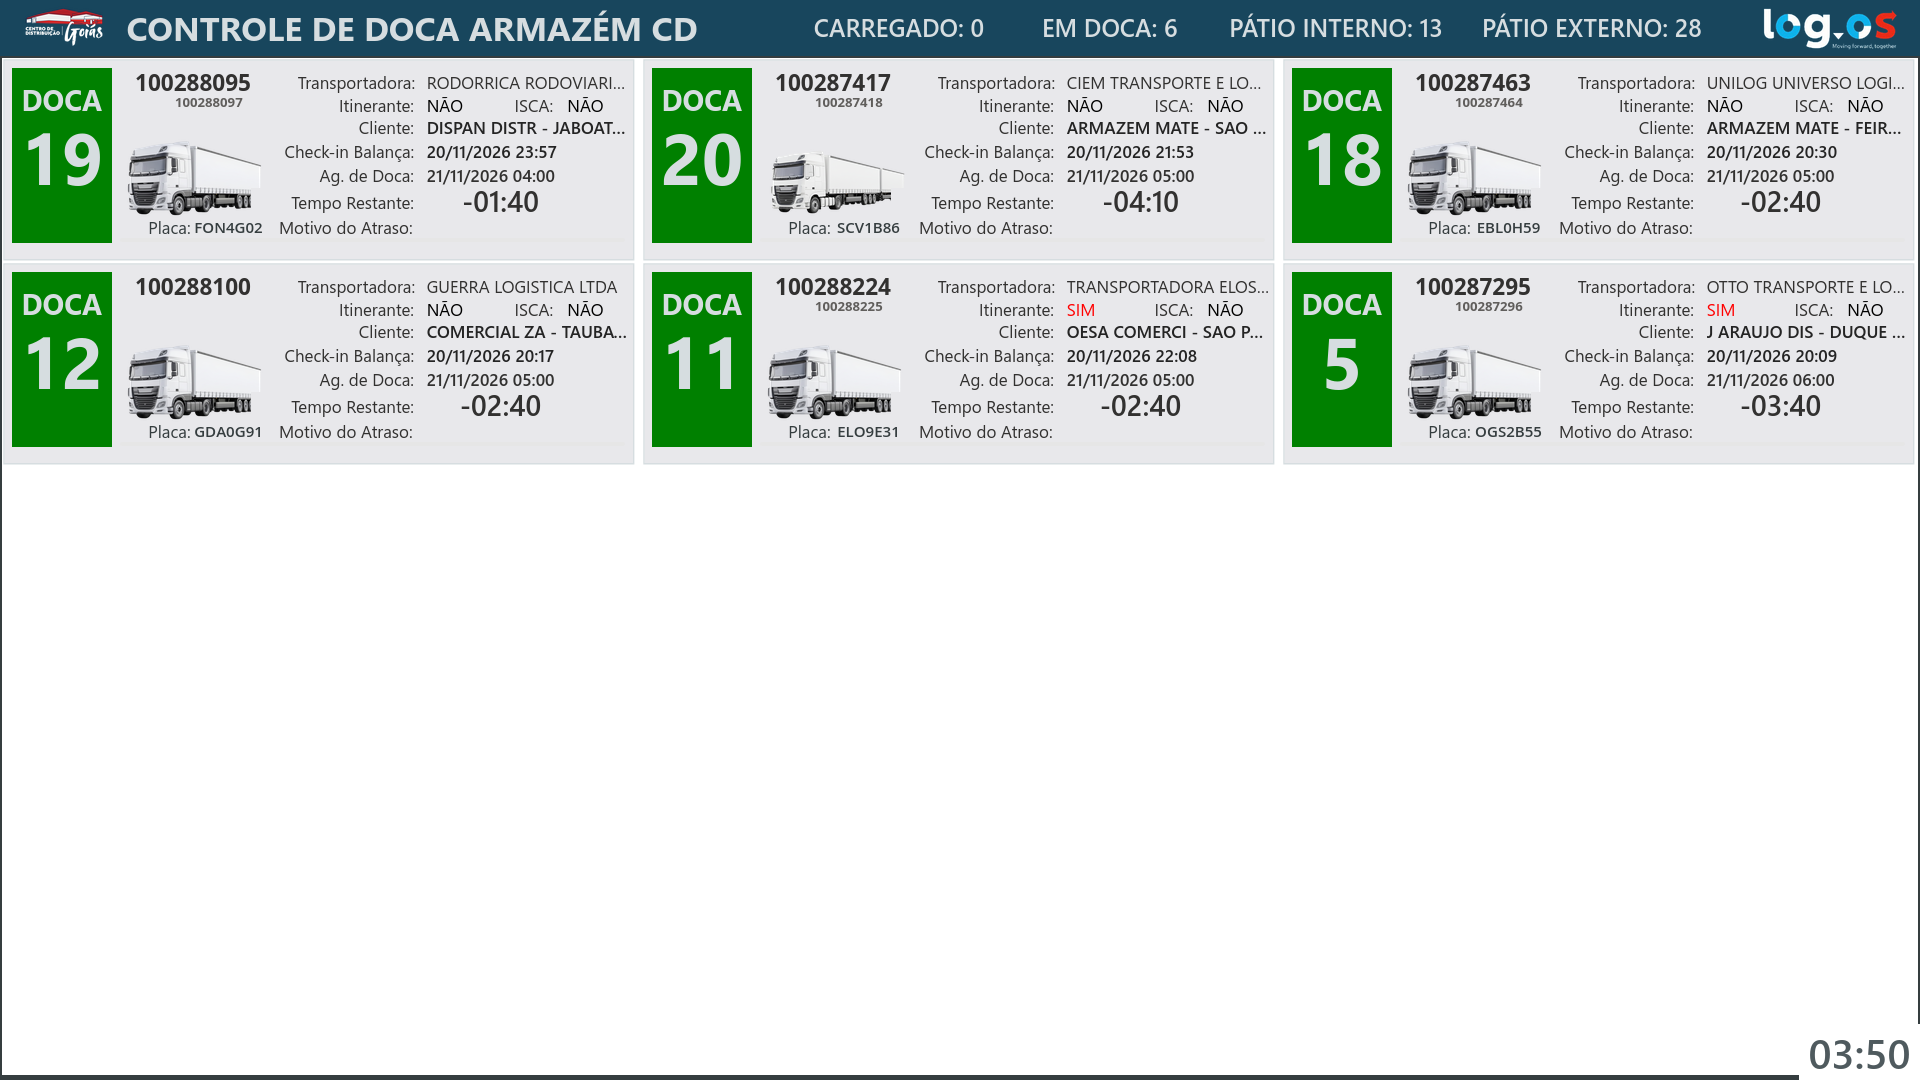 CENTRO DE DISTRIBUIÇÃO Goiás
CONTROLE DE DOCA ARMAZÉM CD
CARREGADO: 0
EM DOCA: 6
PÁTIO INTERNO: 13
PÁTIO EXTERNO: 28
log.os
Moving forward, together
DOCA
19
100288095
100288097
Placa: FON4G02
Transportadora: RODORRICA RODOVIARI...
Itinerante: NÃO ISCA: NÃO
Cliente: DISPAN DISTR - JABOAT...
Check-in Balança: 20/11/2026 23:57
Ag. de Doca: 21/11/2026 04:00
Tempo Restante: -01:40
Motivo do Atraso:
DOCA
20
100287417
100287418
Placa: SCV1B86
Transportadora: CIEM TRANSPORTE E LO...
Itinerante: NÃO ISCA: NÃO
Cliente: ARMAZEM MATE - SAO ...
Check-in Balança: 20/11/2026 21:53
Ag. de Doca: 21/11/2026 05:00
Tempo Restante: -04:10
Motivo do Atraso:
DOCA
18
100287463
100287464
Placa: EBL0H59
Transportadora: UNILOG UNIVERSO LOGI...
Itinerante: NÃO ISCA: NÃO
Cliente: ARMAZEM MATE - FEIR...
Check-in Balança: 20/11/2026 20:30
Ag. de Doca: 21/11/2026 05:00
Tempo Restante: -02:40
Motivo do Atraso:
DOCA
12
100288100
Placa: GDA0G91
Transportadora: GUERRA LOGISTICA LTDA
Itinerante: NÃO ISCA: NÃO
Cliente: COMERCIAL ZA - TAUBA...
Check-in Balança: 20/11/2026 20:17
Ag. de Doca: 21/11/2026 05:00
Tempo Restante: -02:40
Motivo do Atraso:
DOCA
11
100288224
100288225
Placa: ELO9E31
Transportadora: TRANSPORTADORA ELOS...
Itinerante: SIM ISCA: NÃO
Cliente: OESA COMERCI - SAO P...
Check-in Balança: 20/11/2026 22:08
Ag. de Doca: 21/11/2026 05:00
Tempo Restante: -02:40
Motivo do Atraso:
DOCA
5
100287295
100287296
Placa: OGS2B55
Transportadora: OTTO TRANSPORTE E LO...
Itinerante: SIM ISCA: NÃO
Cliente: J ARAUJO DIS - DUQUE ...
Check-in Balança: 20/11/2026 20:09
Ag. de Doca: 21/11/2026 06:00
Tempo Restante: -03:40
Motivo do Atraso:
03:50